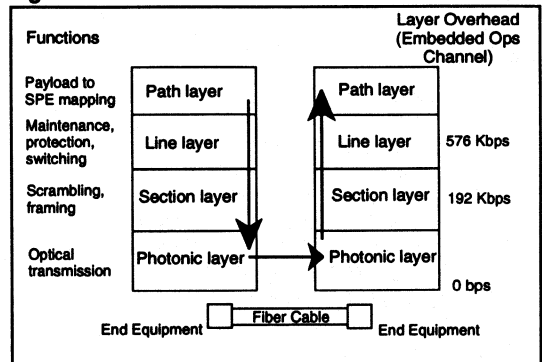 Functions
Layer Overhead
(Embedded Ops
Channel)
Payload to
SPE mapping
Path layer
Path layer
Maintenance,
protection,
switching
Line layer
Line layer
576 Kbps
Scrambling,
framing
Section layer
Section layer
192 Kbps
Optical
transmission
Photonic layer
Photonic layer
0 bps
Fiber Cable
End Equipment
End Equipment